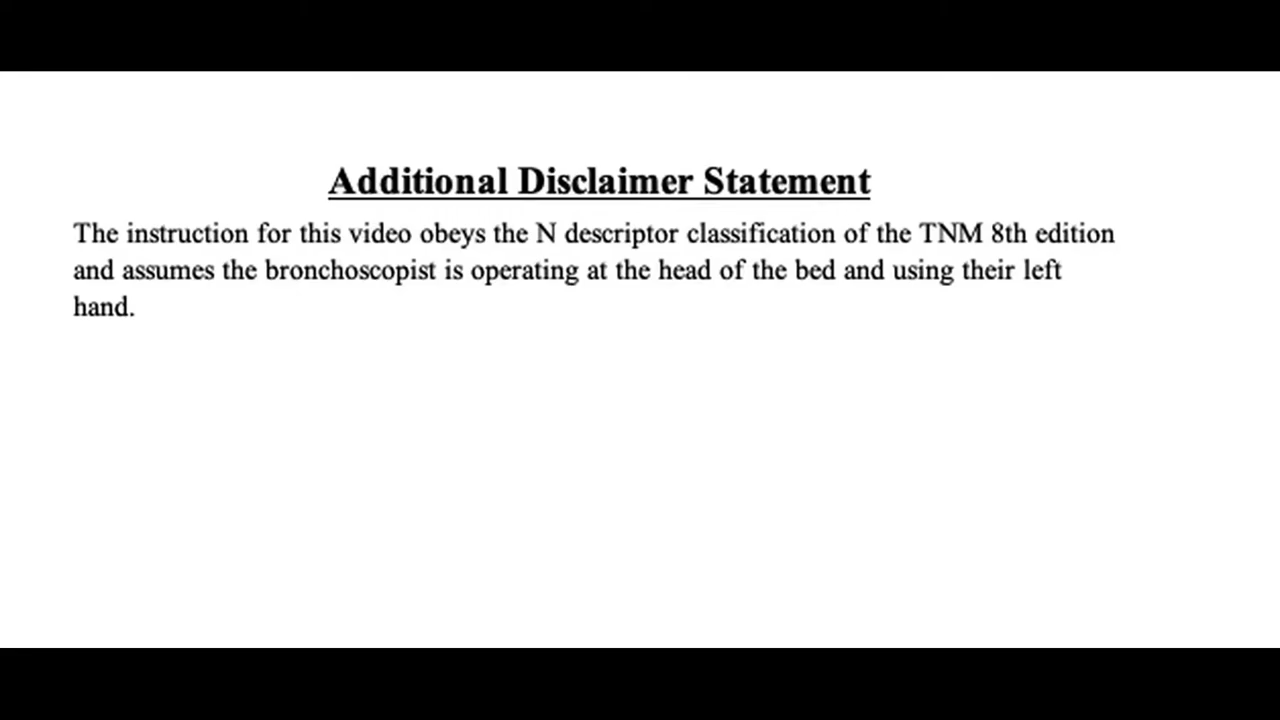 Additional Disclaimer Statement
The instruction for this video obeys the N descriptor classification of the TNM 8th edition
and assumes the bronchoscopist is operating at the head of the bed and using their left
hand.